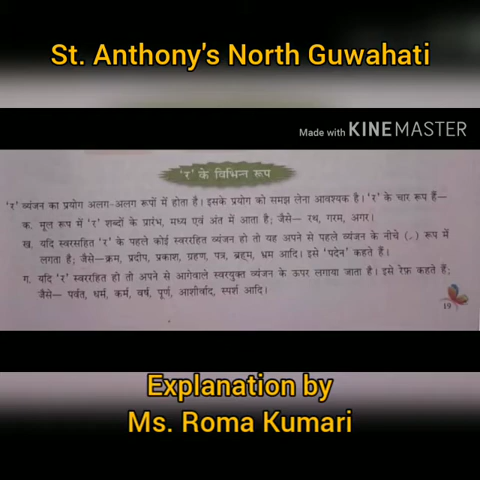 St. Anthony's North Guwahati
Made with KINEMASTER
'र' के विभिन्न रूप
'र' व्यंजन का प्रयोग अलग-अलग रूपों में होता है। इसके प्रयोग को समझ लेना आवश्यक है। 'र' के चार रूप हैं—
क. मूल रूप में 'र' शब्दों के प्रारंभ, मध्य एवं अंत में आता है; जैसे— रथ, गरम, अगर।
ख. यदि स्वरसहित 'र' के पहले कोई स्वररहित व्यंजन हो तो यह अपने से पहले व्यंजन के नीचे (्र) रूप में
लगता है; जैसे—क्रम, प्रदीप, प्रकाश, ग्रहण, पत्र, ब्रह्म, भ्रम आदि। इसे 'पदेन' कहते हैं।
ग. यदि 'र' स्वररहित हो तो अपने से आगेवाले स्वरयुक्त व्यंजन के ऊपर लगाया जाता है। इसे रेफ़ कहते हैं;
जैसे— पर्वत, धर्म, कर्म, वर्ष, पूर्ण, आशीर्वाद, स्पर्श आदि।
19
Explanation by
Ms. Roma Kumari